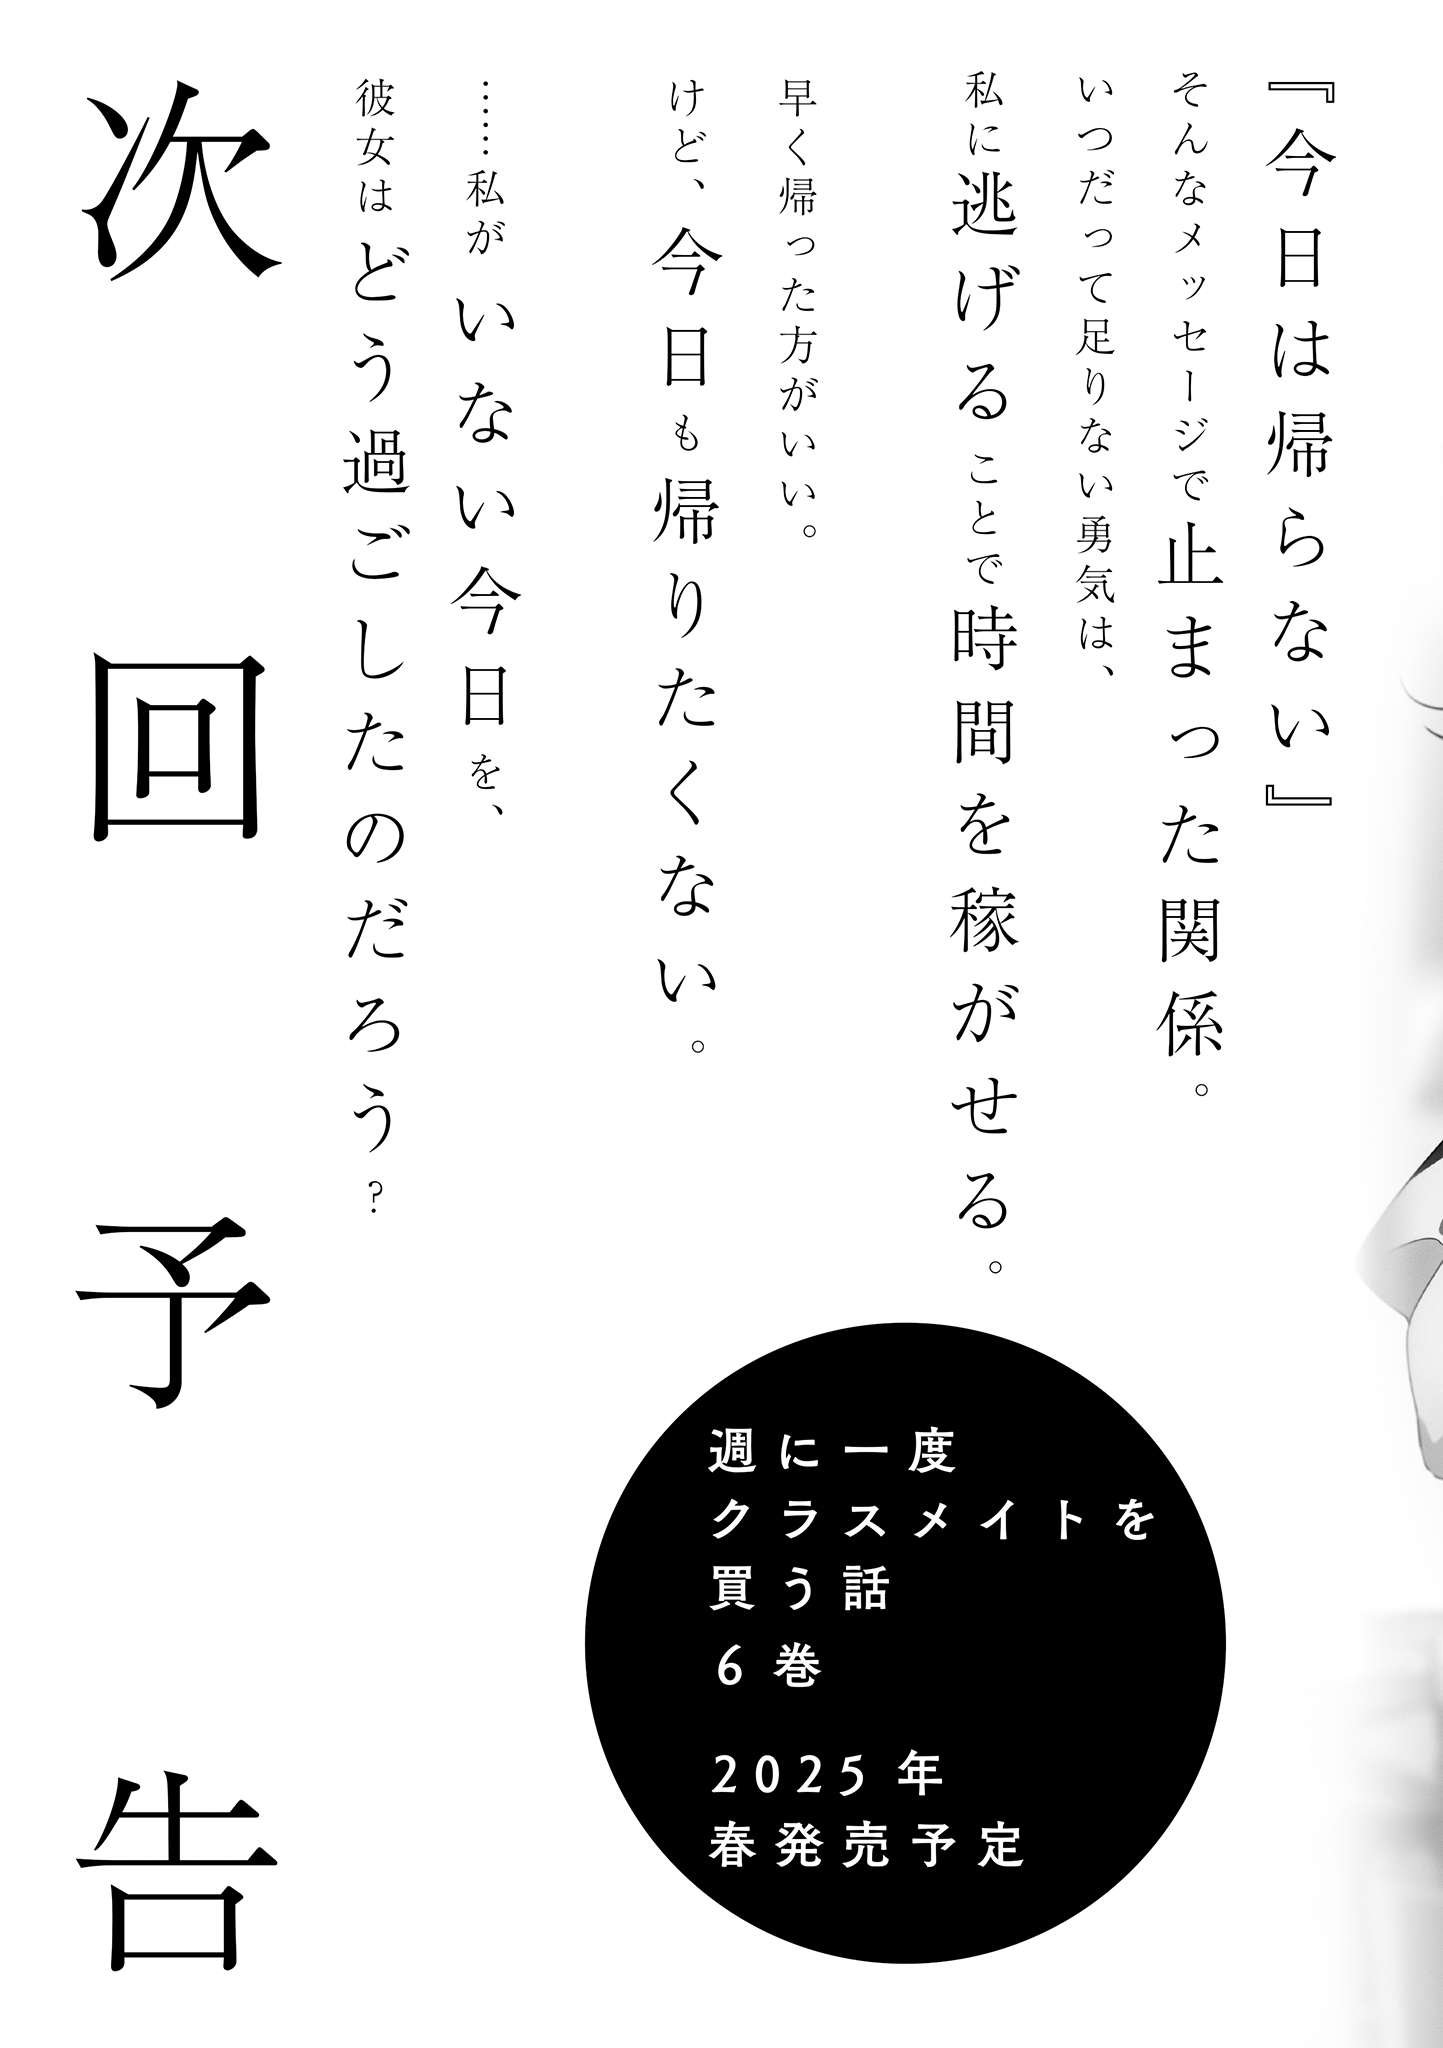 『今日は帰らない』
そんなメッセージで止まった関係。
いつだって足りない勇気は、
私に逃げることで時間を稼がせる。
早く帰った方がいい。
けど、今日も帰りたくない。
……私がいない今日を、
彼女はどう過ごしたのだろう?
次回予告
週に一度
クラスメイトを
買う話
6巻
2025年
春発売予定